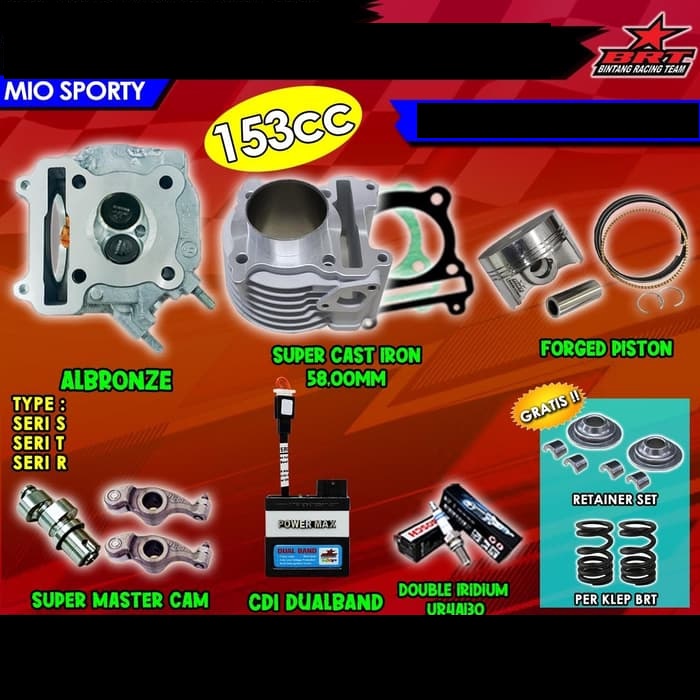 BRT
BINTANG RACING TEAM
MIO SPORTY
153cc
ALBRONZE
SUPER CAST IRON
58.00MM
FORGED PISTON
TYPE :
SERI S
SERI T
SERI R
SUPER MASTER CAM
POWER MAX
DUAL BAND
CDI DUALBAND
BOSCH
DOUBLE IRIDIUM
UR4AI30
GRATIS !!
RETAINER SET
PER KLEP BRT